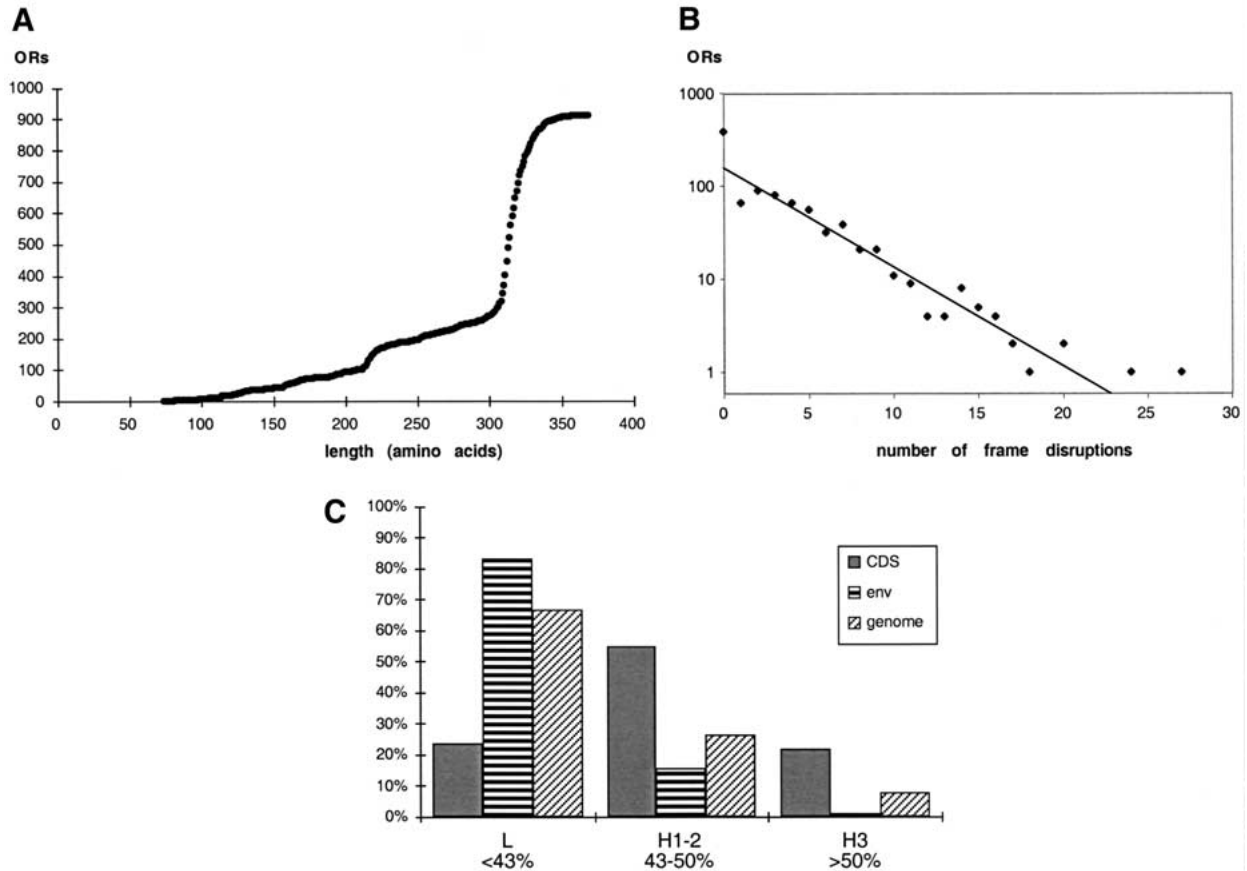 A
ORs
1000
900
800
700
600
500
400
300
200
100
0
0 50 100 150 200 250 300 350 400
length (amino acids)
B
ORs
1000
100
10
1
0 5 10 15 20 25 30
number of frame disruptions
C
100%
90%
80%
70%
60%
50%
40%
30%
20%
10%
0%
CDS
env
genome
L H1-2 H3
<43% 43-50% >50%